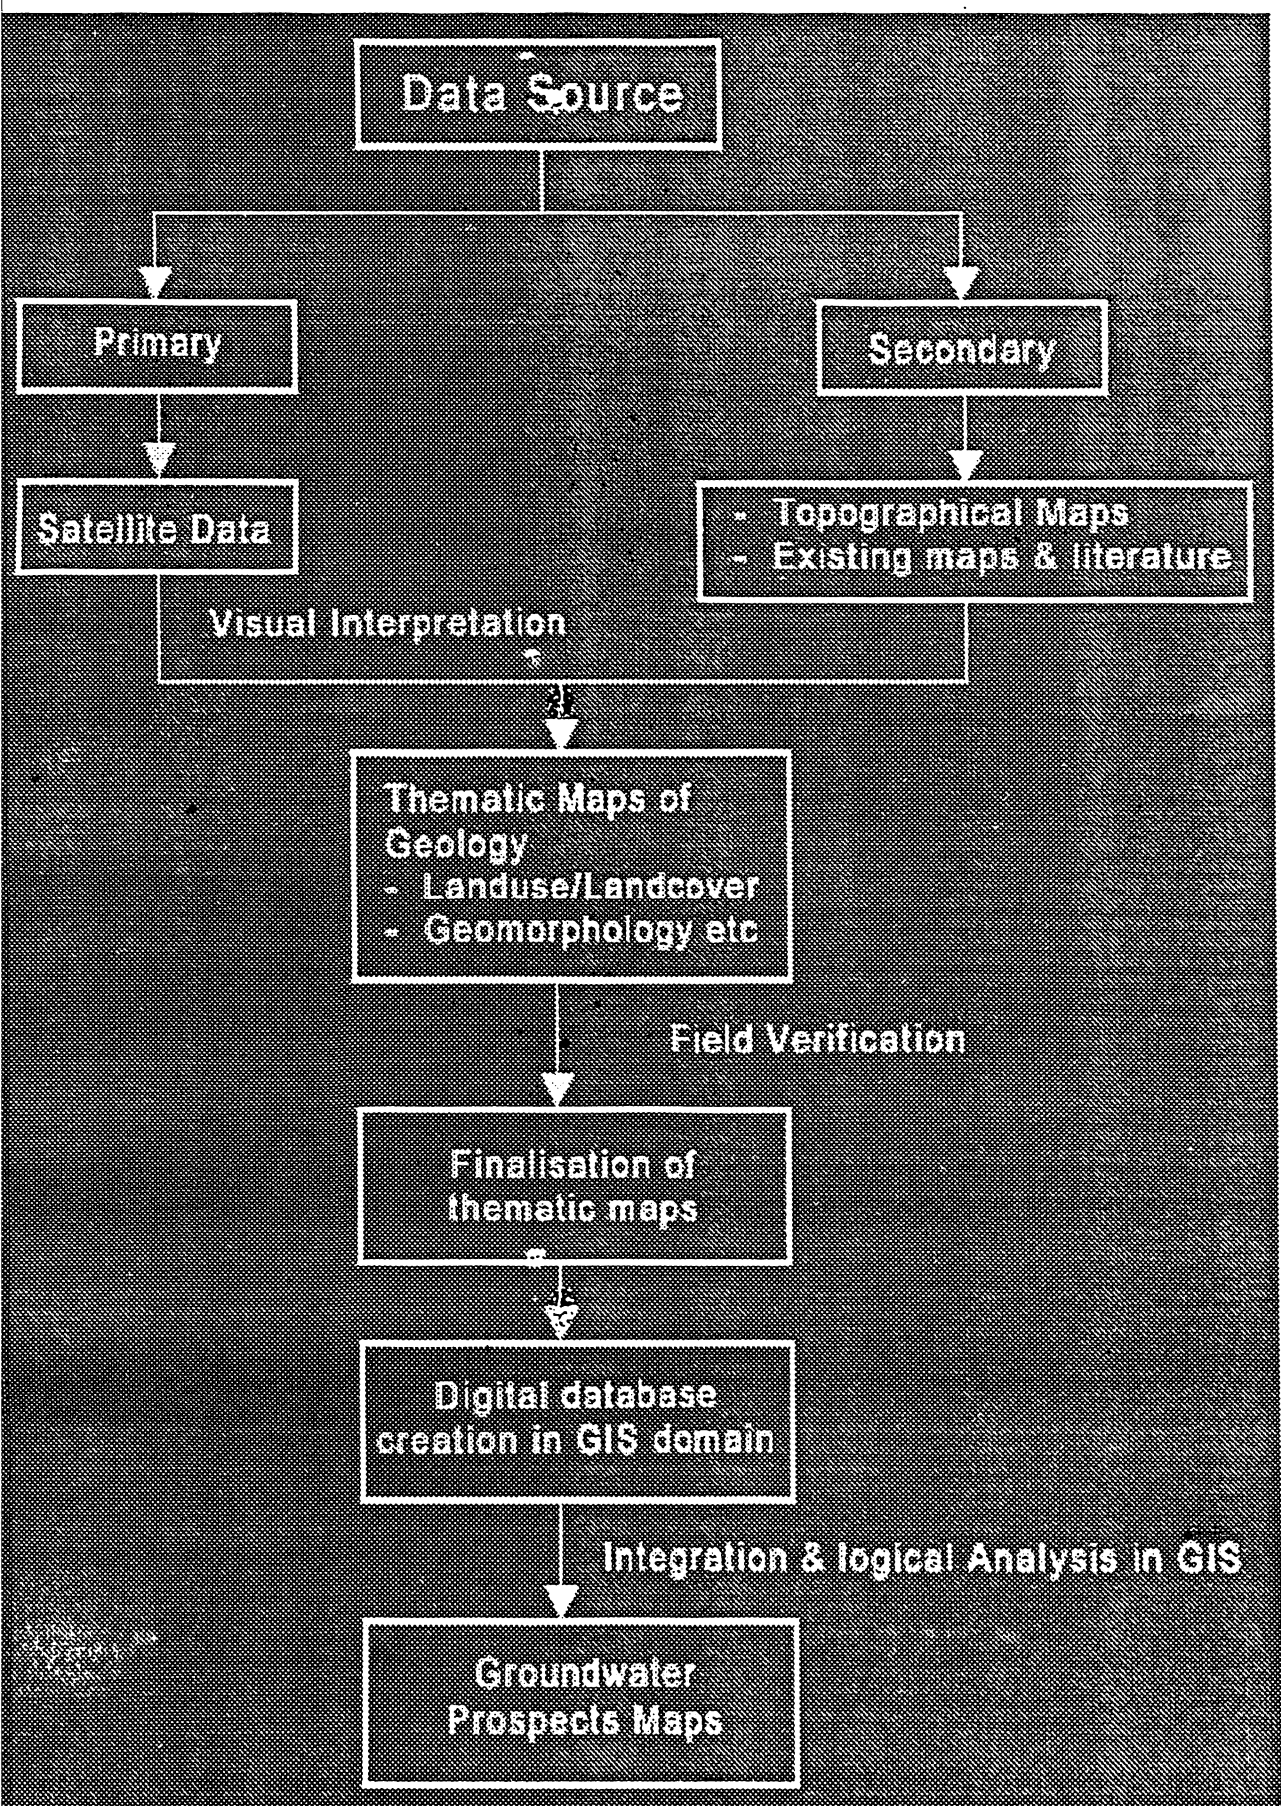 Data Source
Primary
Secondary
Satellite Data
- Topographical Maps
- Existing maps & literature
Visual Interpretation
Thematic Maps of
Geology
- Landuse/Landcover
- Geomorphology etc
Field Verification
Finalisation of
thematic maps
Digital database
creation in GIS domain
Integration & logical Analysis in GIS
Groundwater
Prospects Maps